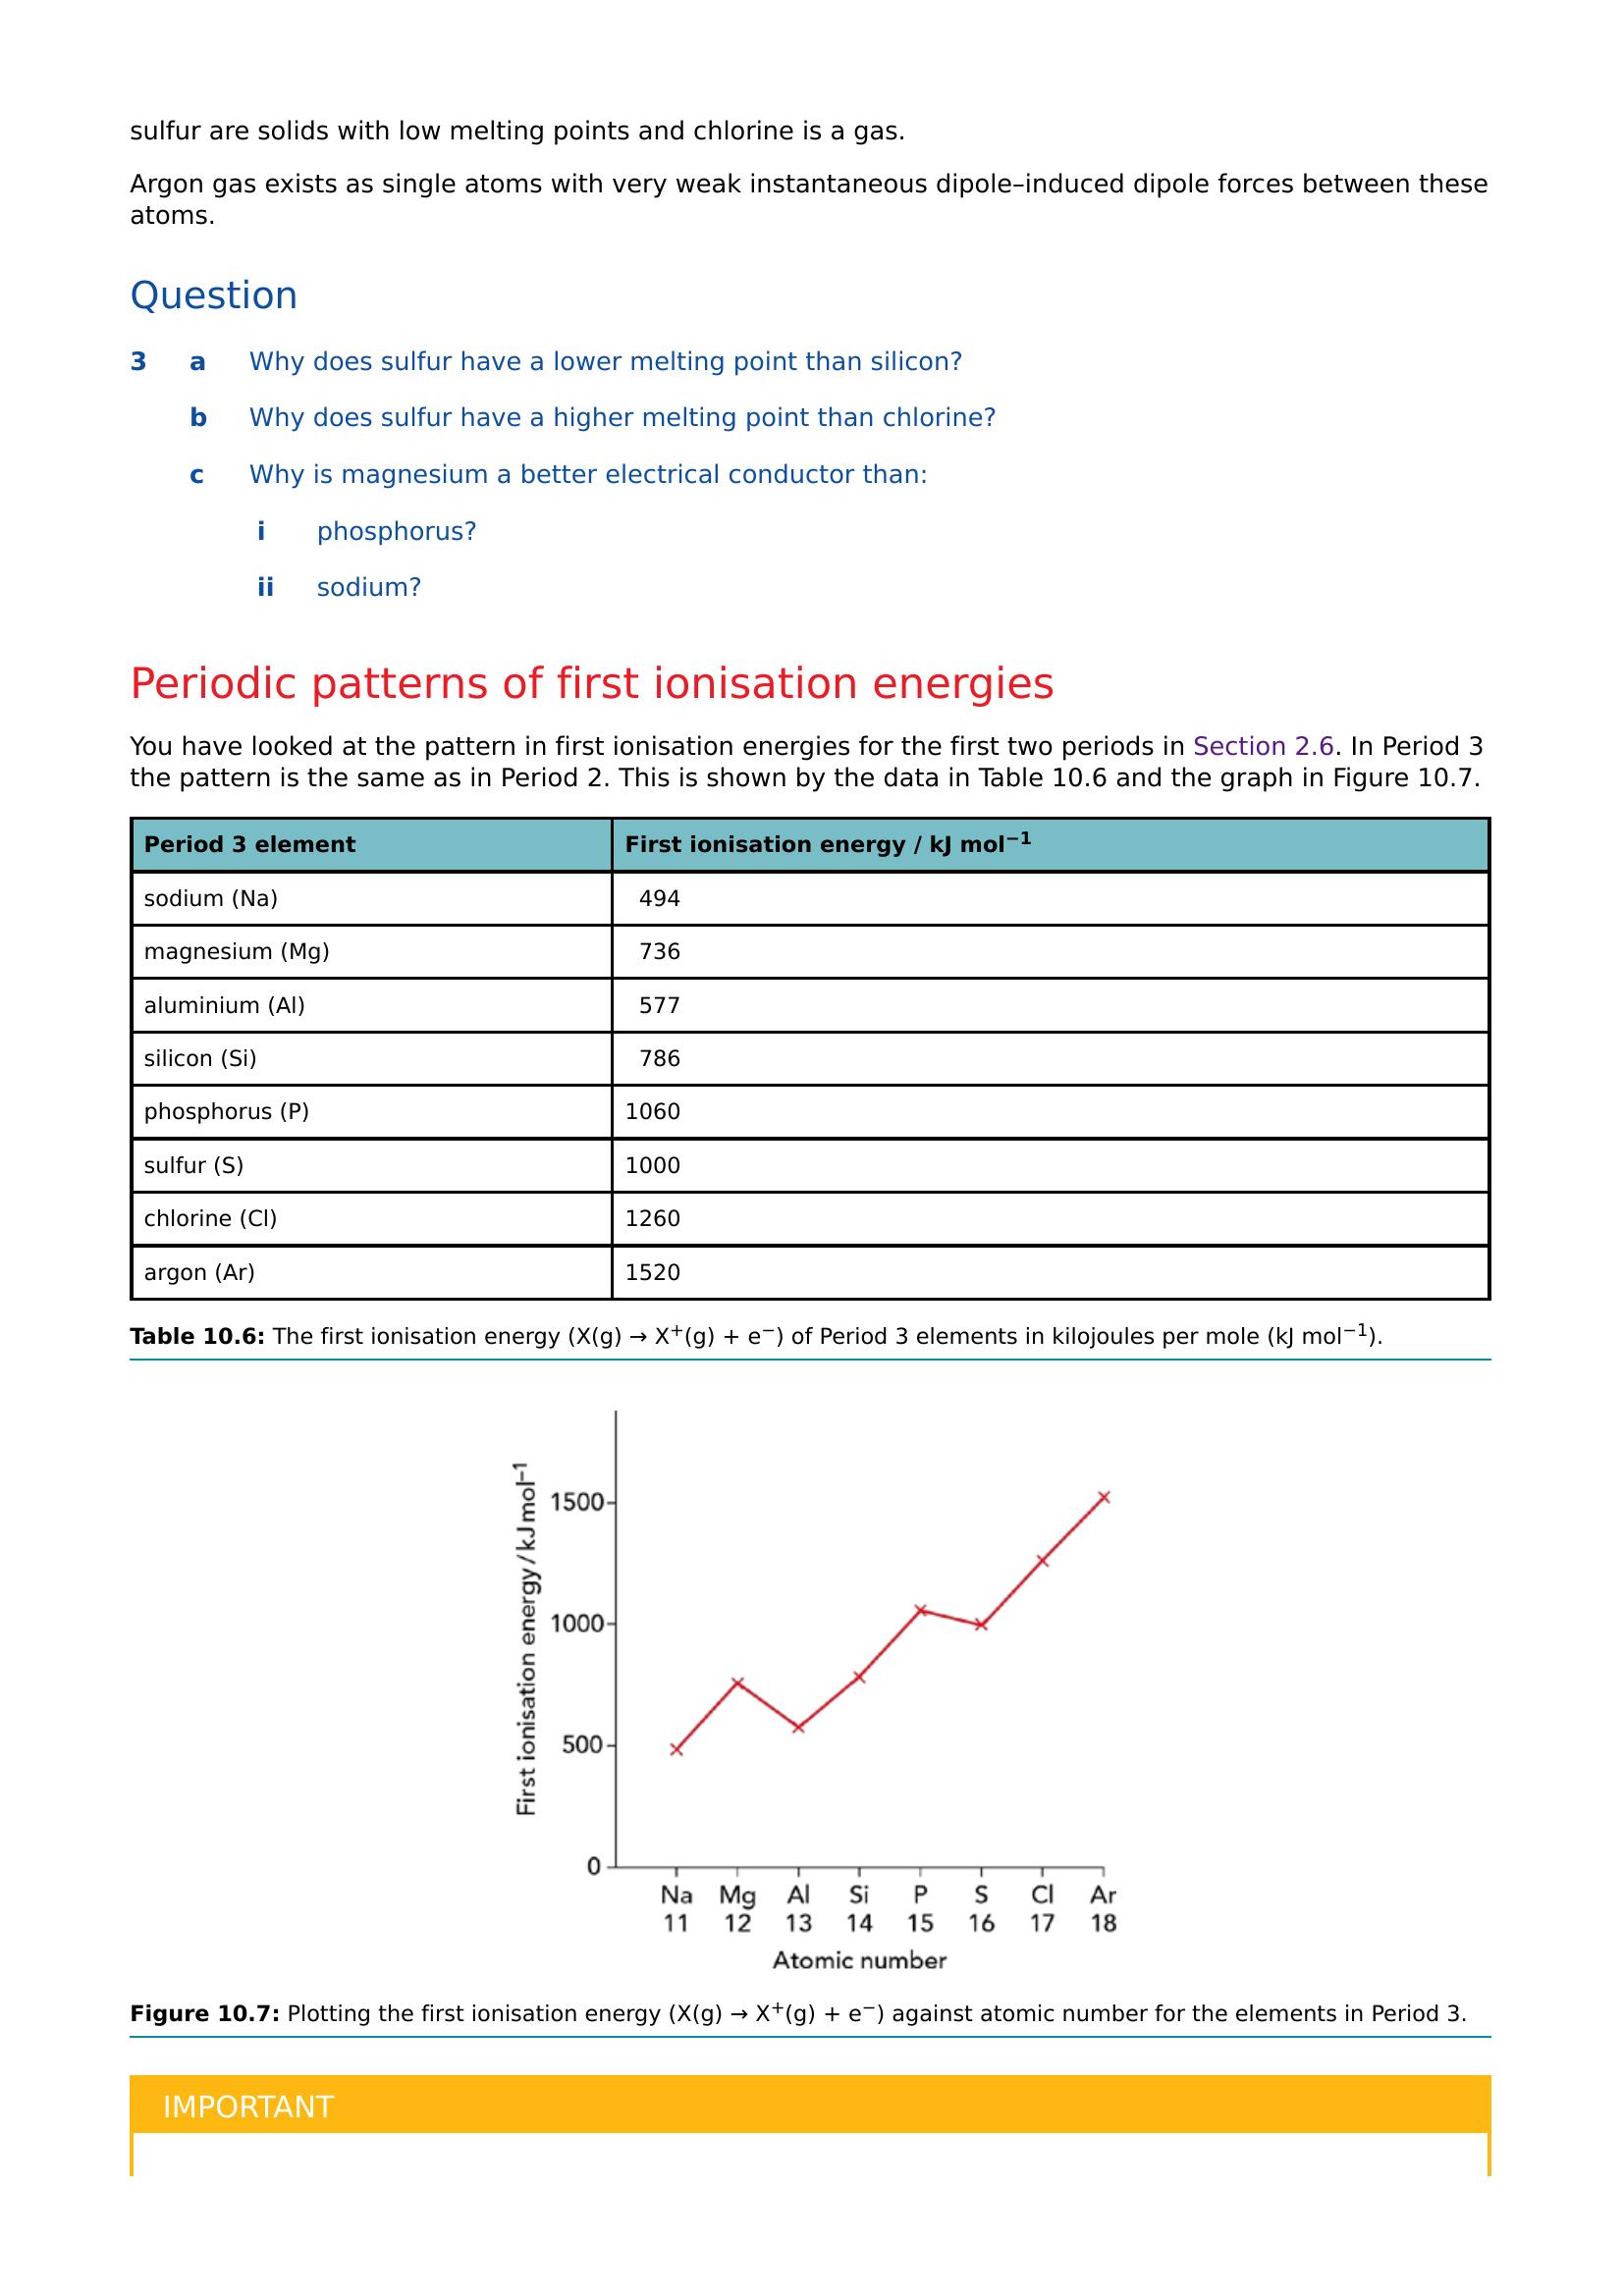 sulfur are solids with low melting points and chlorine is a gas.
Argon gas exists as single atoms with very weak instantaneous dipole–induced dipole forces between these
atoms.
Question
3 a Why does sulfur have a lower melting point than silicon?
b Why does sulfur have a higher melting point than chlorine?
c Why is magnesium a better electrical conductor than:
i phosphorus?
ii sodium?
Periodic patterns of first ionisation energies
You have looked at the pattern in first ionisation energies for the first two periods in Section 2.6. In Period 3
the pattern is the same as in Period 2. This is shown by the data in Table 10.6 and the graph in Figure 10.7.
Period 3 element First ionisation energy / kJ mol⁻¹
sodium (Na) 494
magnesium (Mg) 736
aluminium (Al) 577
silicon (Si) 786
phosphorus (P) 1060
sulfur (S) 1000
chlorine (Cl) 1260
argon (Ar) 1520
Table 10.6: The first ionisation energy (X(g) → X⁺(g) + e⁻) of Period 3 elements in kilojoules per mole (kJ mol⁻¹).
First ionisation energy / kJ mol⁻¹
1500
1000
500
0
Na Mg Al Si P S Cl Ar
11 12 13 14 15 16 17 18
Atomic number
Figure 10.7: Plotting the first ionisation energy (X(g) → X⁺(g) + e⁻) against atomic number for the elements in Period 3.
IMPORTANT